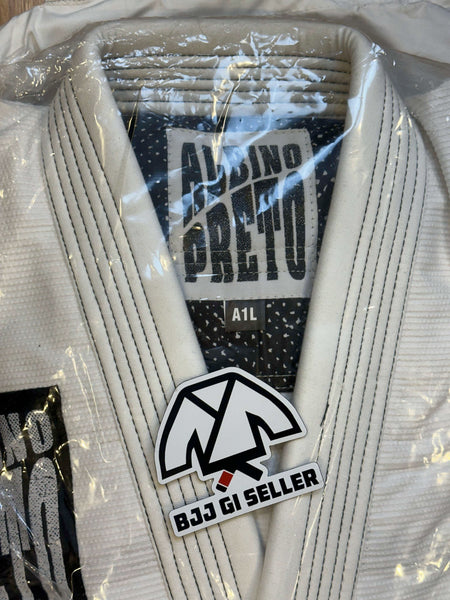 ALBINO
PRETO
A1L
BJJ GI SELLER